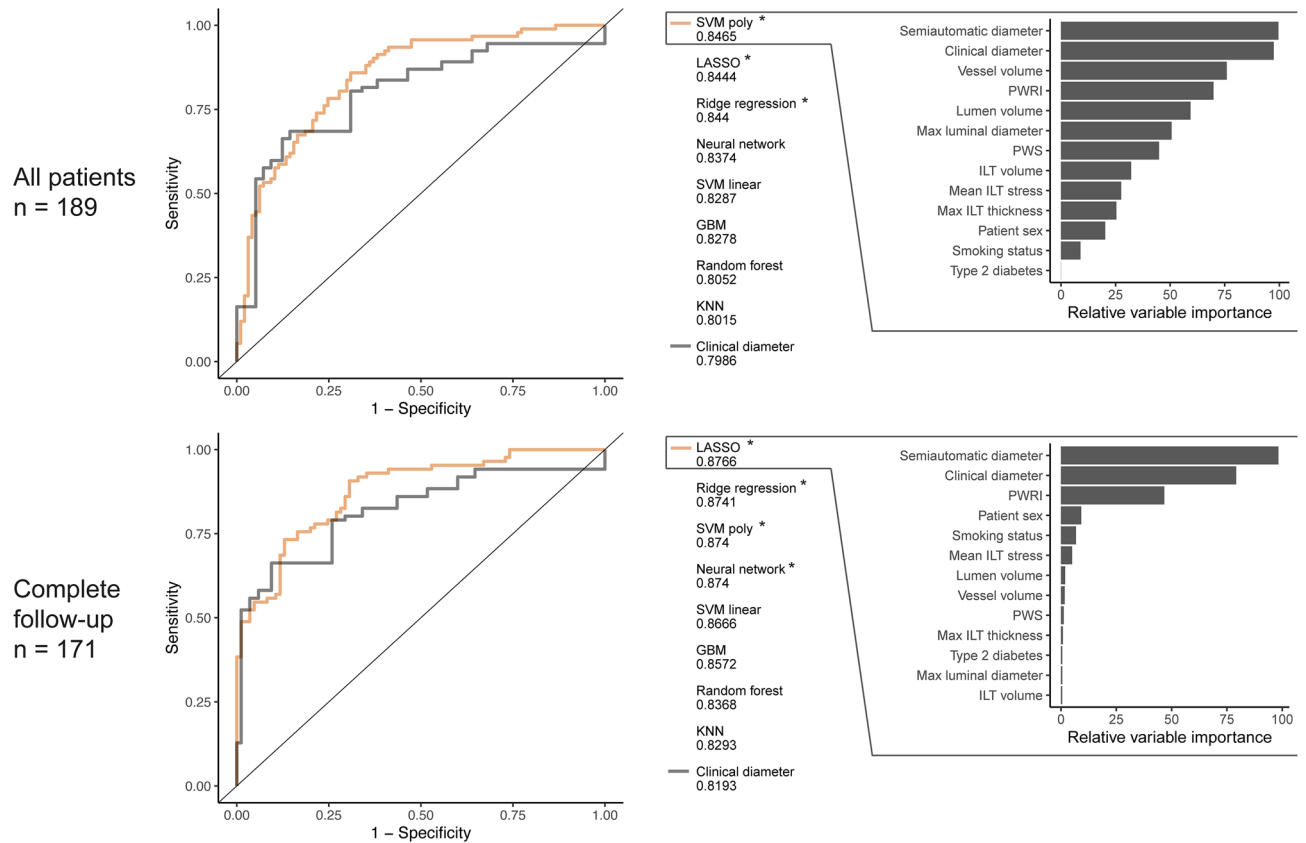 All patients
n = 189
1.00
0.75
0.50
0.25
0.00
Sensitivity
0.00
0.25
0.50
0.75
1.00
1 − Specificity
SVM poly *
0.8465
LASSO *
0.8444
Ridge regression *
0.844
Neural network
0.8374
SVM linear
0.8287
GBM
0.8278
Random forest
0.8052
KNN
0.8015
Clinical diameter
0.7986
Semiautomatic diameter
Clinical diameter
Vessel volume
PWRI
Lumen volume
Max luminal diameter
PWS
ILT volume
Mean ILT stress
Max ILT thickness
Patient sex
Smoking status
Type 2 diabetes
0
25
50
75
100
Relative variable importance
Complete
follow-up
n = 171
1.00
0.75
0.50
0.25
0.00
Sensitivity
0.00
0.25
0.50
0.75
1.00
1 − Specificity
LASSO *
0.8766
Ridge regression *
0.8741
SVM poly *
0.874
Neural network *
0.874
SVM linear
0.8666
GBM
0.8572
Random forest
0.8368
KNN
0.8293
Clinical diameter
0.8193
Semiautomatic diameter
Clinical diameter
PWRI
Patient sex
Smoking status
Mean ILT stress
Lumen volume
Vessel volume
PWS
Max ILT thickness
Type 2 diabetes
Max luminal diameter
ILT volume
0
25
50
75
100
Relative variable importance